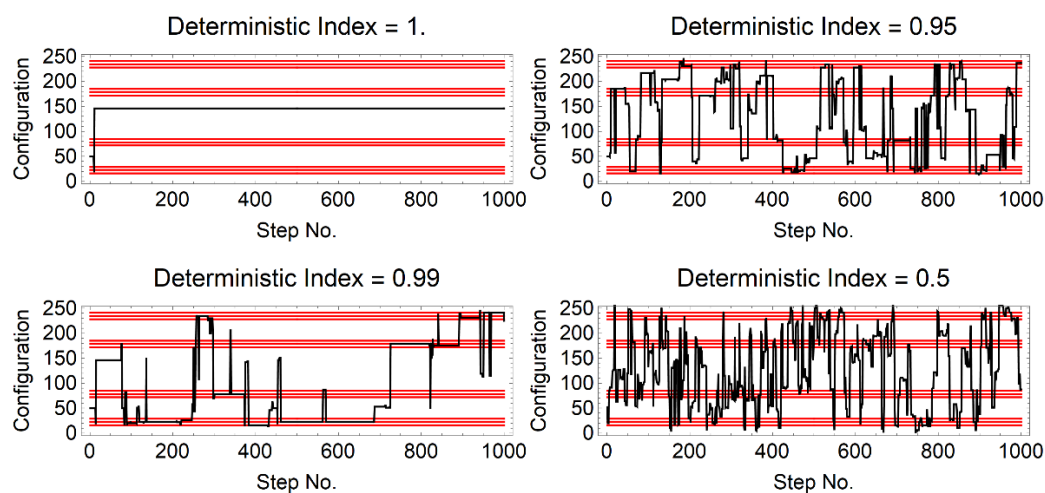 Deterministic Index = 1.
Configuration
250
200
150
100
50
0
0 200 400 600 800 1000
Step No.
Deterministic Index = 0.95
Configuration
250
200
150
100
50
0
0 200 400 600 800 1000
Step No.
Deterministic Index = 0.99
Configuration
250
200
150
100
50
0
0 200 400 600 800 1000
Step No.
Deterministic Index = 0.5
Configuration
250
200
150
100
50
0
0 200 400 600 800 1000
Step No.